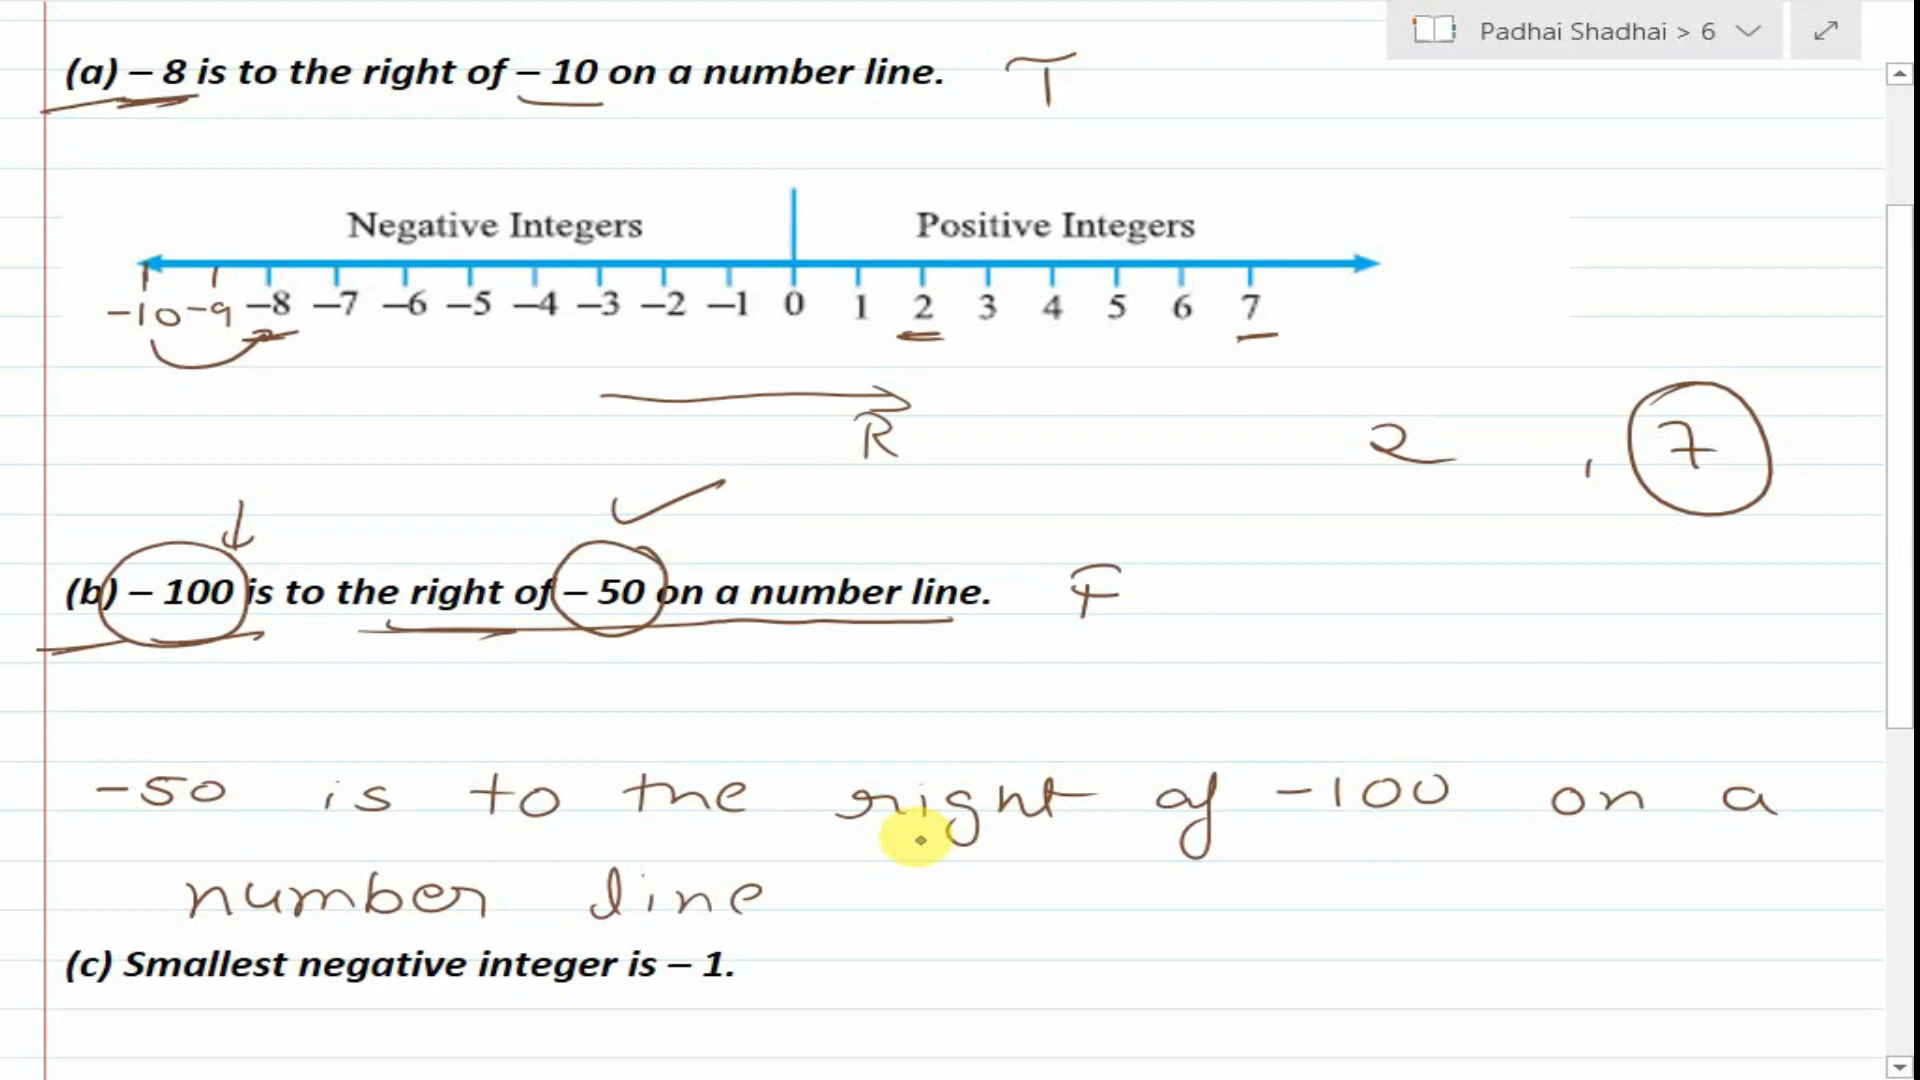 Padhai Shadhai > 6
(a) – 8 is to the right of – 10 on a number line. T
Negative Integers Positive Integers
-10 -9 –8 –7 –6 –5 –4 –3 –2 –1 0 1 2 3 4 5 6 7
R
2 , 7
(b) – 100 is to the right of – 50 on a number line. F
-50 is to the right of -100 on a
number line
(c) Smallest negative integer is – 1.